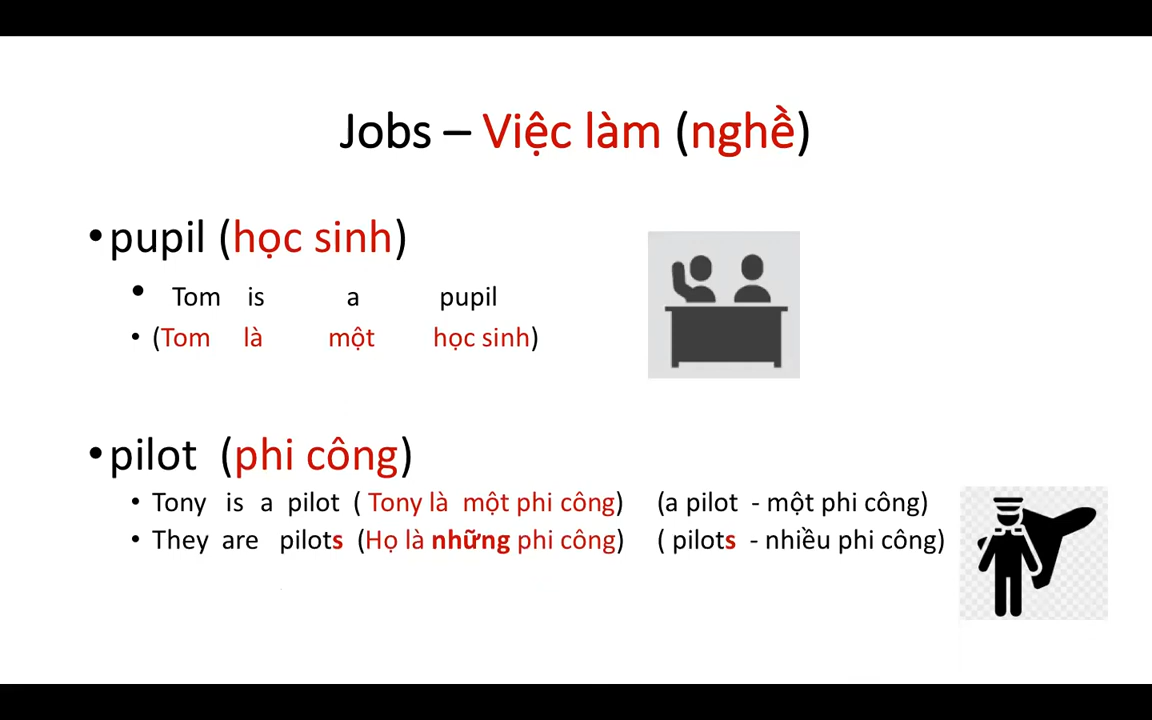 Jobs – Việc làm (nghề)
•pupil (học sinh)
• Tom is a pupil
• (Tom là một học sinh)
•pilot (phi công)
• Tony is a pilot ( Tony là một phi công) (a pilot - một phi công)
• They are pilots (Họ là những phi công) ( pilots - nhiều phi công)